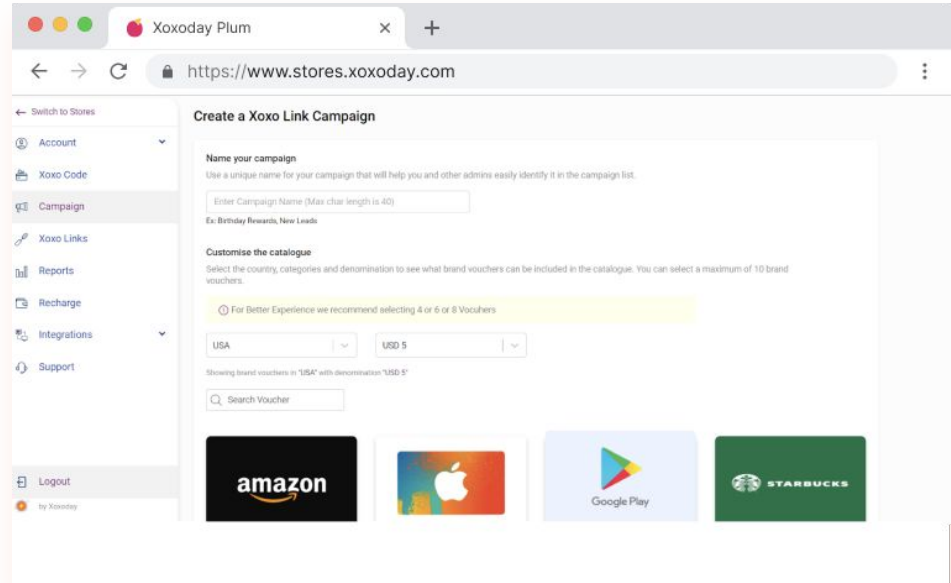 Xoxoday Plum
https://www.stores.xoxoday.com
Switch to Stores
Account
Xoxo Code
Campaign
Xoxo Links
Reports
Recharge
Integrations
Support
Logout
by Xoxoday
Create a Xoxo Link Campaign
Name your campaign
Use a unique name for your campaign that will help you and other admins easily identify it in the campaign list.
Enter Campaign Name (Max char length is 40)
Ex: Birthday Rewards, New Leads
Customise the catalogue
Select the country, categories and denomination to see what brand vouchers can be included in the catalogue. You can select a maximum of 10 brand
vouchers.
For Better Experience we recommend selecting 4 or 6 or 8 Vocuhers
USA
USD 5
Showing brand vouchers in "USA" with denomination "USD 5"
Search Voucher
amazon
Google Play
STARBUCKS